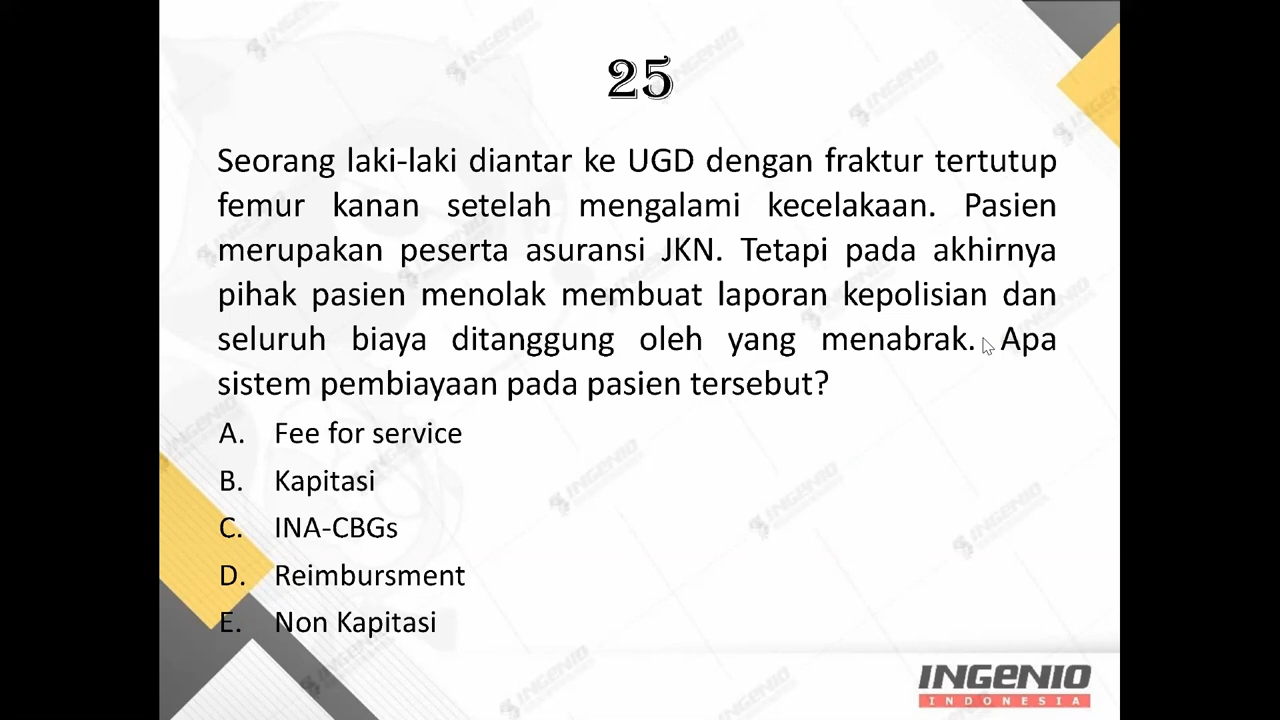 25
Seorang laki-laki diantar ke UGD dengan fraktur tertutup
femur kanan setelah mengalami kecelakaan. Pasien
merupakan peserta asuransi JKN. Tetapi pada akhirnya
pihak pasien menolak membuat laporan kepolisian dan
seluruh biaya ditanggung oleh yang menabrak. Apa
sistem pembiayaan pada pasien tersebut?
A. Fee for service
B. Kapitasi
C. INA-CBGs
D. Reimbursment
E. Non Kapitasi
INGENIO
INDONESIA